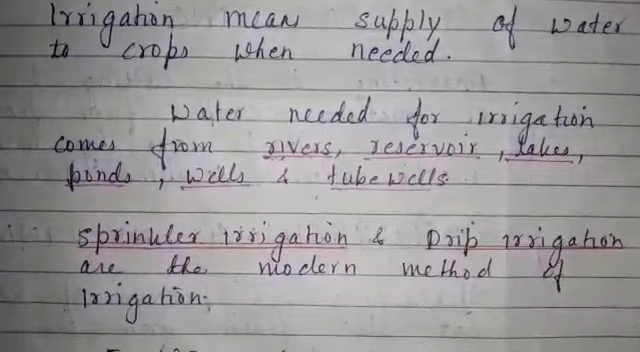 Irrigation mean supply of water
to crops when needed.
Water needed for irrigation
comes from rivers, reservoir, lakes,
ponds, wells & tubewells
Sprinkler irrigation & Drip irrigation
are the modern method of
Irrigation.